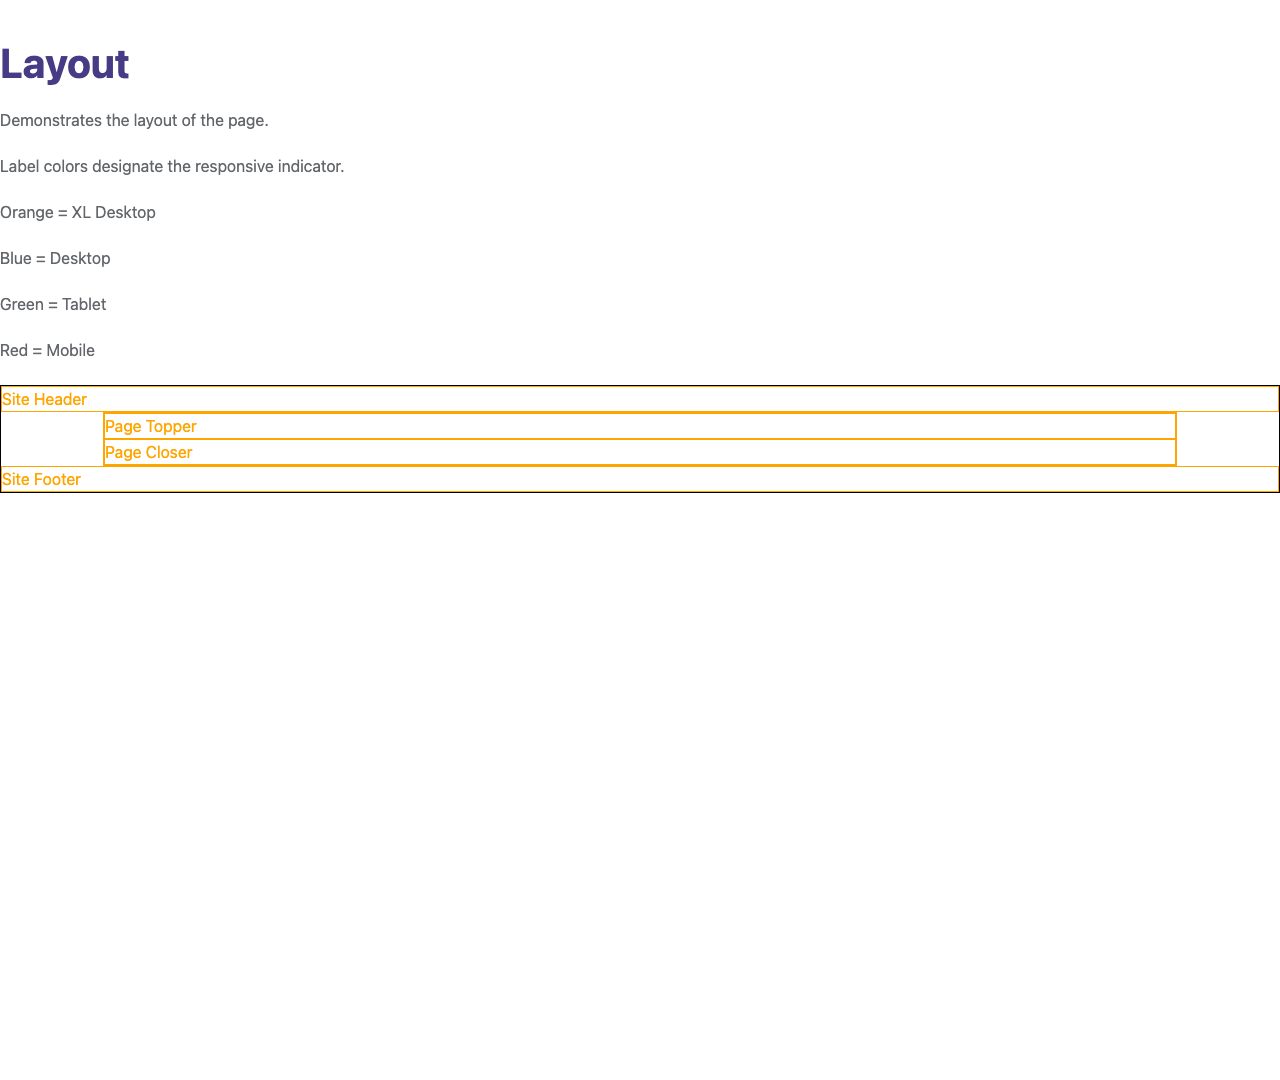 Layout
Demonstrates the layout of the page.
Label colors designate the responsive indicator.
Orange = XL Desktop
Blue = Desktop
Green = Tablet
Red = Mobile
Site Header
Page Topper
Page Closer
Site Footer